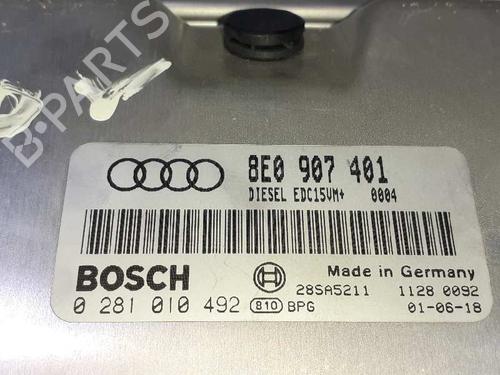 B-PARTS
8E0 907 401
DIESEL EDC15VM+ 0004
BOSCH
Made in Germany
0 281 010 492 810 BPG 28SA5211 1128 0092
01-06-18